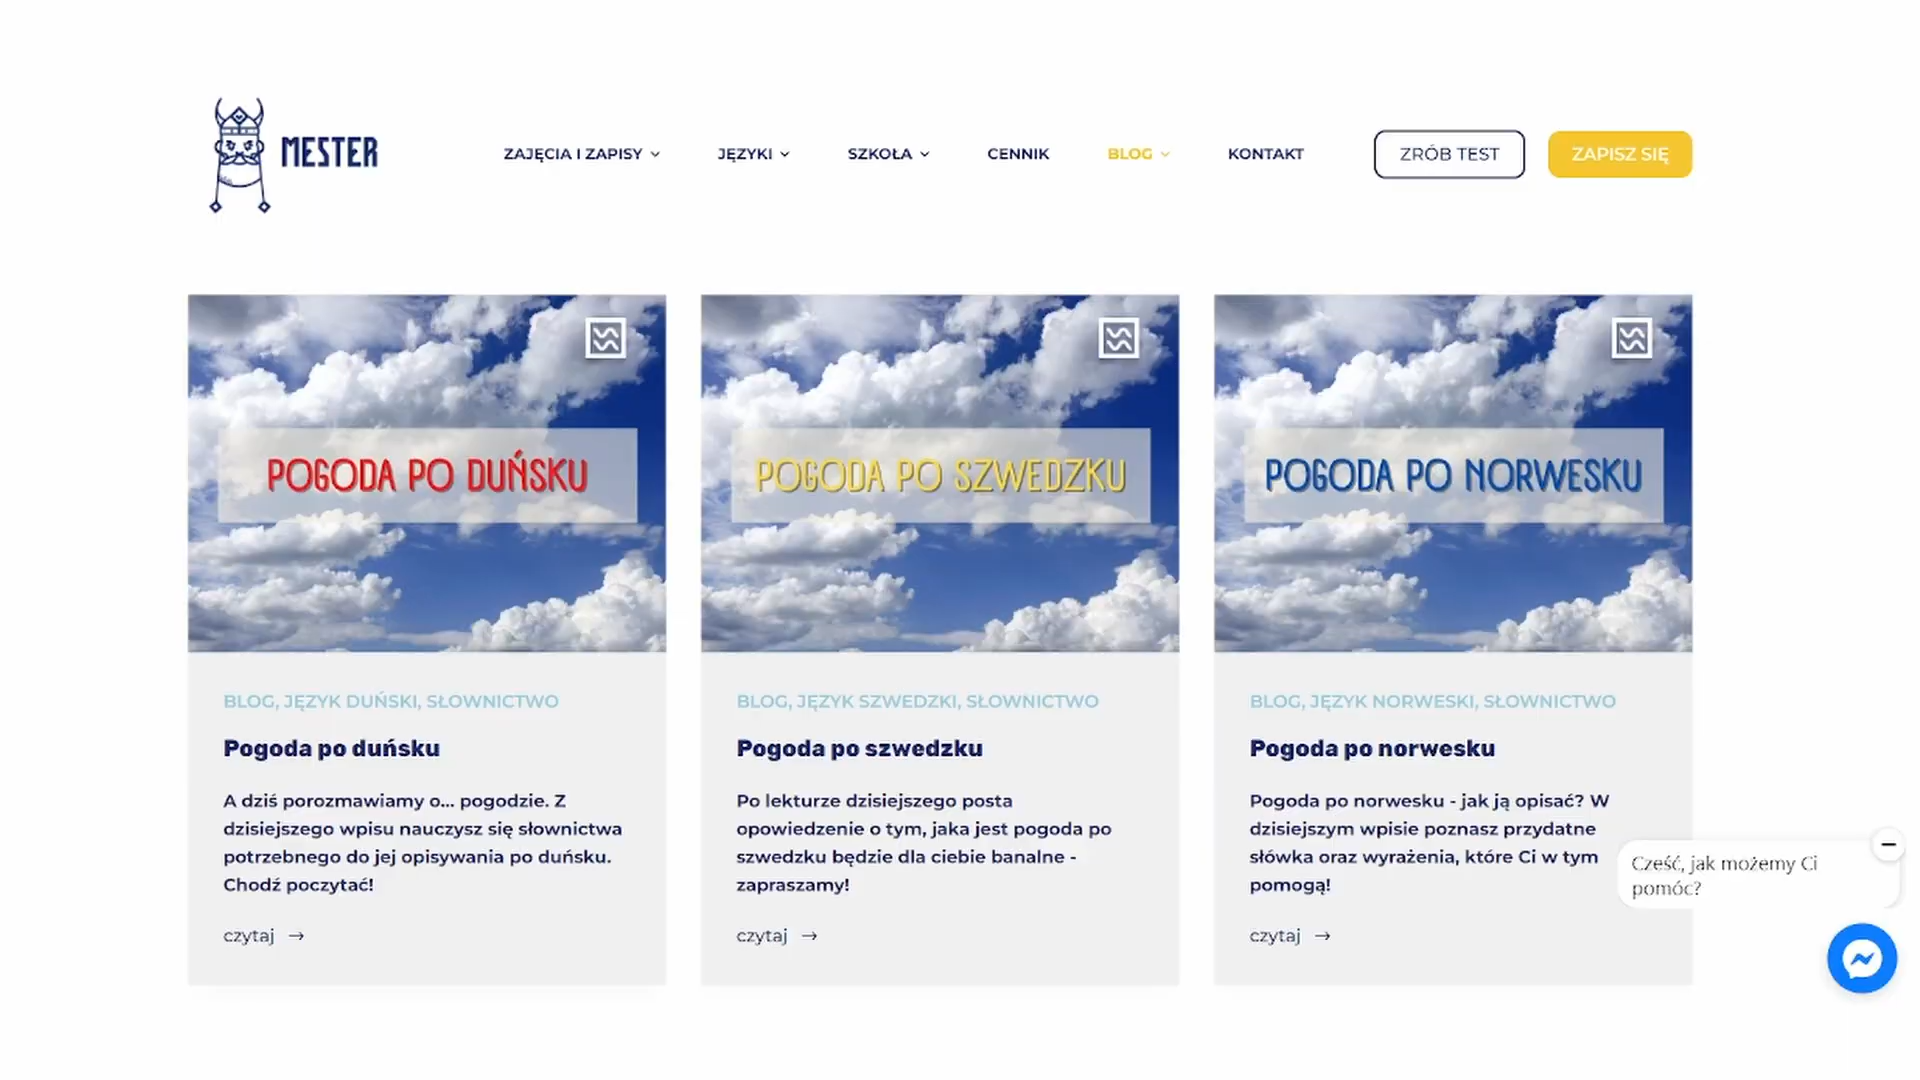 MESTER
ZAJĘCIA I ZAPISY
JĘZYKI
SZKOŁA
CENNIK
BLOG
KONTAKT
ZRÓB TEST
ZAPISZ SIĘ
POGODA PO DUŃSKU
BLOG, JĘZYK DUŃSKI, SŁOWNICTWO
Pogoda po duńsku
A dziś porozmawiamy o... pogodzie. Z
dzisiejszego wpisu nauczysz się słownictwa
potrzebnego do jej opisywania po duńsku.
Chodź poczytać!
czytaj →
POGODA PO SZWEDZKU
BLOG, JĘZYK SZWEDZKI, SŁOWNICTWO
Pogoda po szwedzku
Po lekturze dzisiejszego posta
opowiedzenie o tym, jaka jest pogoda po
szwedzku będzie dla ciebie banalne -
zapraszamy!
czytaj →
POGODA PO NORWESKU
BLOG, JĘZYK NORWESKI, SŁOWNICTWO
Pogoda po norwesku
Pogoda po norwesku - jak ją opisać? W
dzisiejszym wpisie poznasz przydatne
słówka oraz wyrażenia, które Ci w tym
pomogą!
czytaj →
Cześć, jak możemy Ci
pomóc?